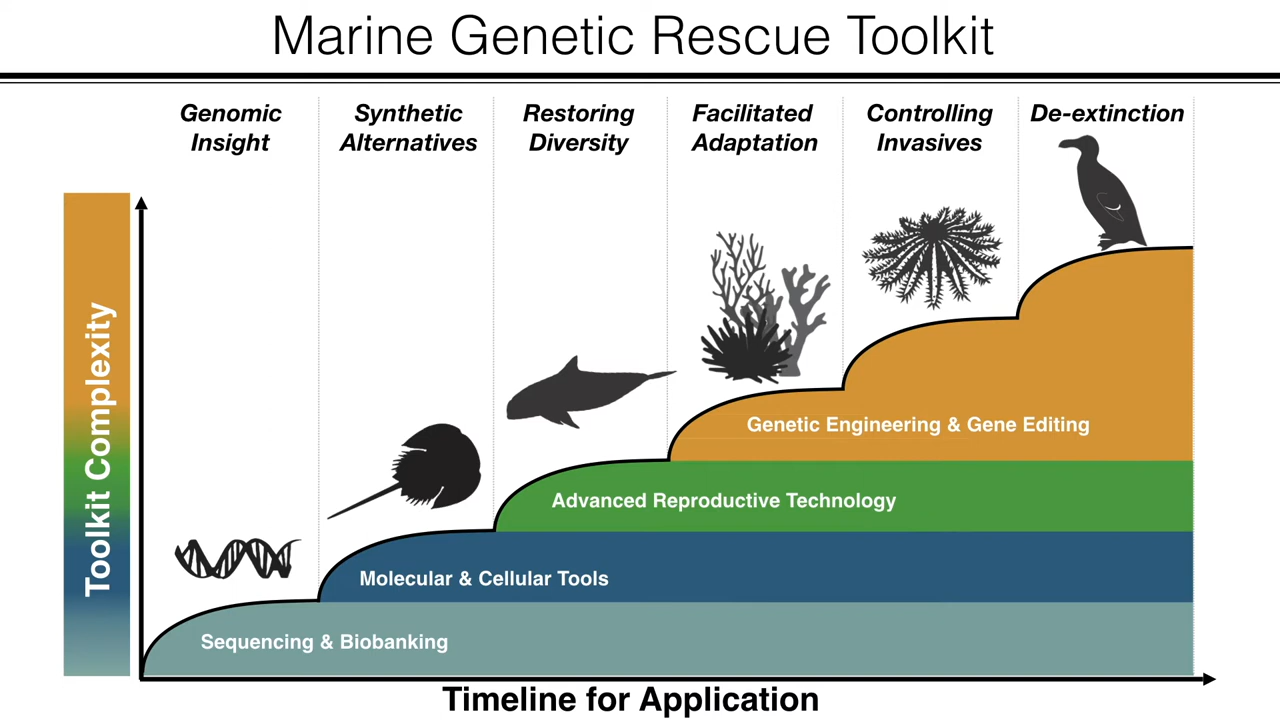 Marine Genetic Rescue Toolkit
Genomic
Insight
Synthetic
Alternatives
Restoring
Diversity
Facilitated
Adaptation
Controlling
Invasives
De-extinction
Toolkit Complexity
Genetic Engineering & Gene Editing
Advanced Reproductive Technology
Molecular & Cellular Tools
Sequencing & Biobanking
Timeline for Application